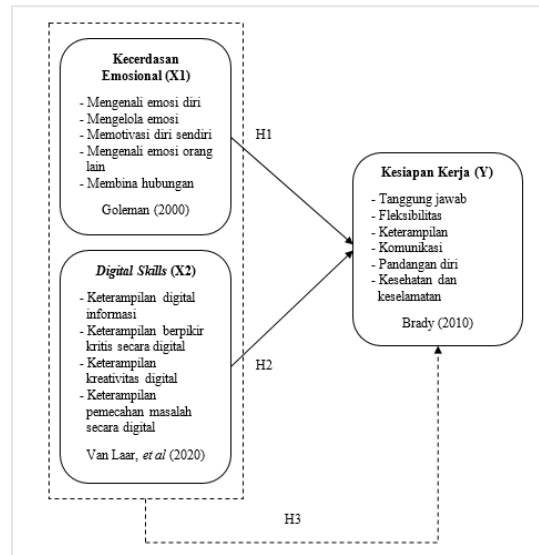 Kecerdasan
Emosional (X1)
- Mengenali emosi diri
- Mengelola emosi
- Memotivasi diri sendiri
- Mengenali emosi orang
lain
- Membina hubungan
Goleman (2000)
H1
Kesiapan Kerja (Y)
- Tanggung jawab
- Fleksibilitas
- Keterampilan
- Komunikasi
- Pandangan diri
- Kesehatan dan
keselamatan
Brady (2010)
Digital Skills (X2)
- Keterampilan digital
informasi
- Keterampilan berpikir
kritis secara digital
- Keterampilan
kreativitas digital
- Keterampilan
pemecahan masalah
secara digital
Van Laar, et al (2020)
H2
H3